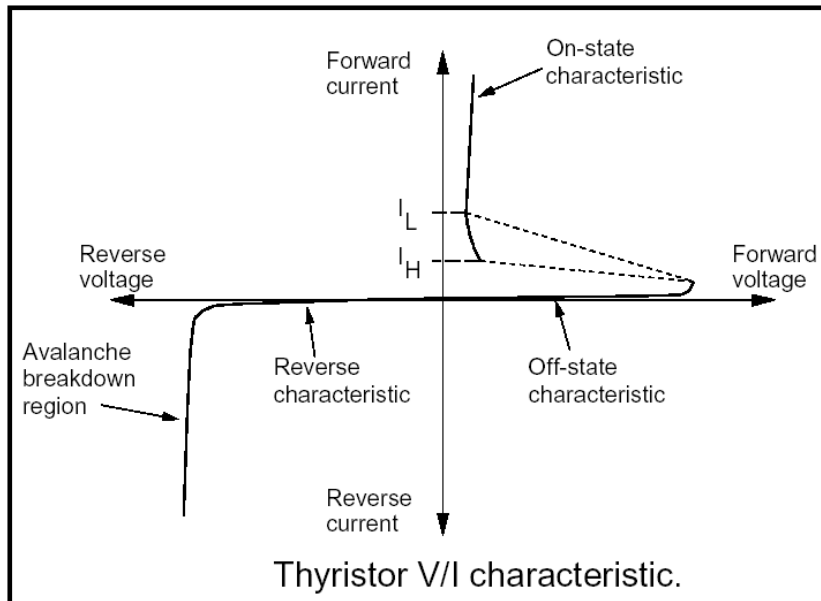 Forward
current
On-state
characteristic
I_L
I_H
Reverse
voltage
Forward
voltage
Avalanche
breakdown
region
Reverse
characteristic
Off-state
characteristic
Reverse
current
Thyristor V/I characteristic.